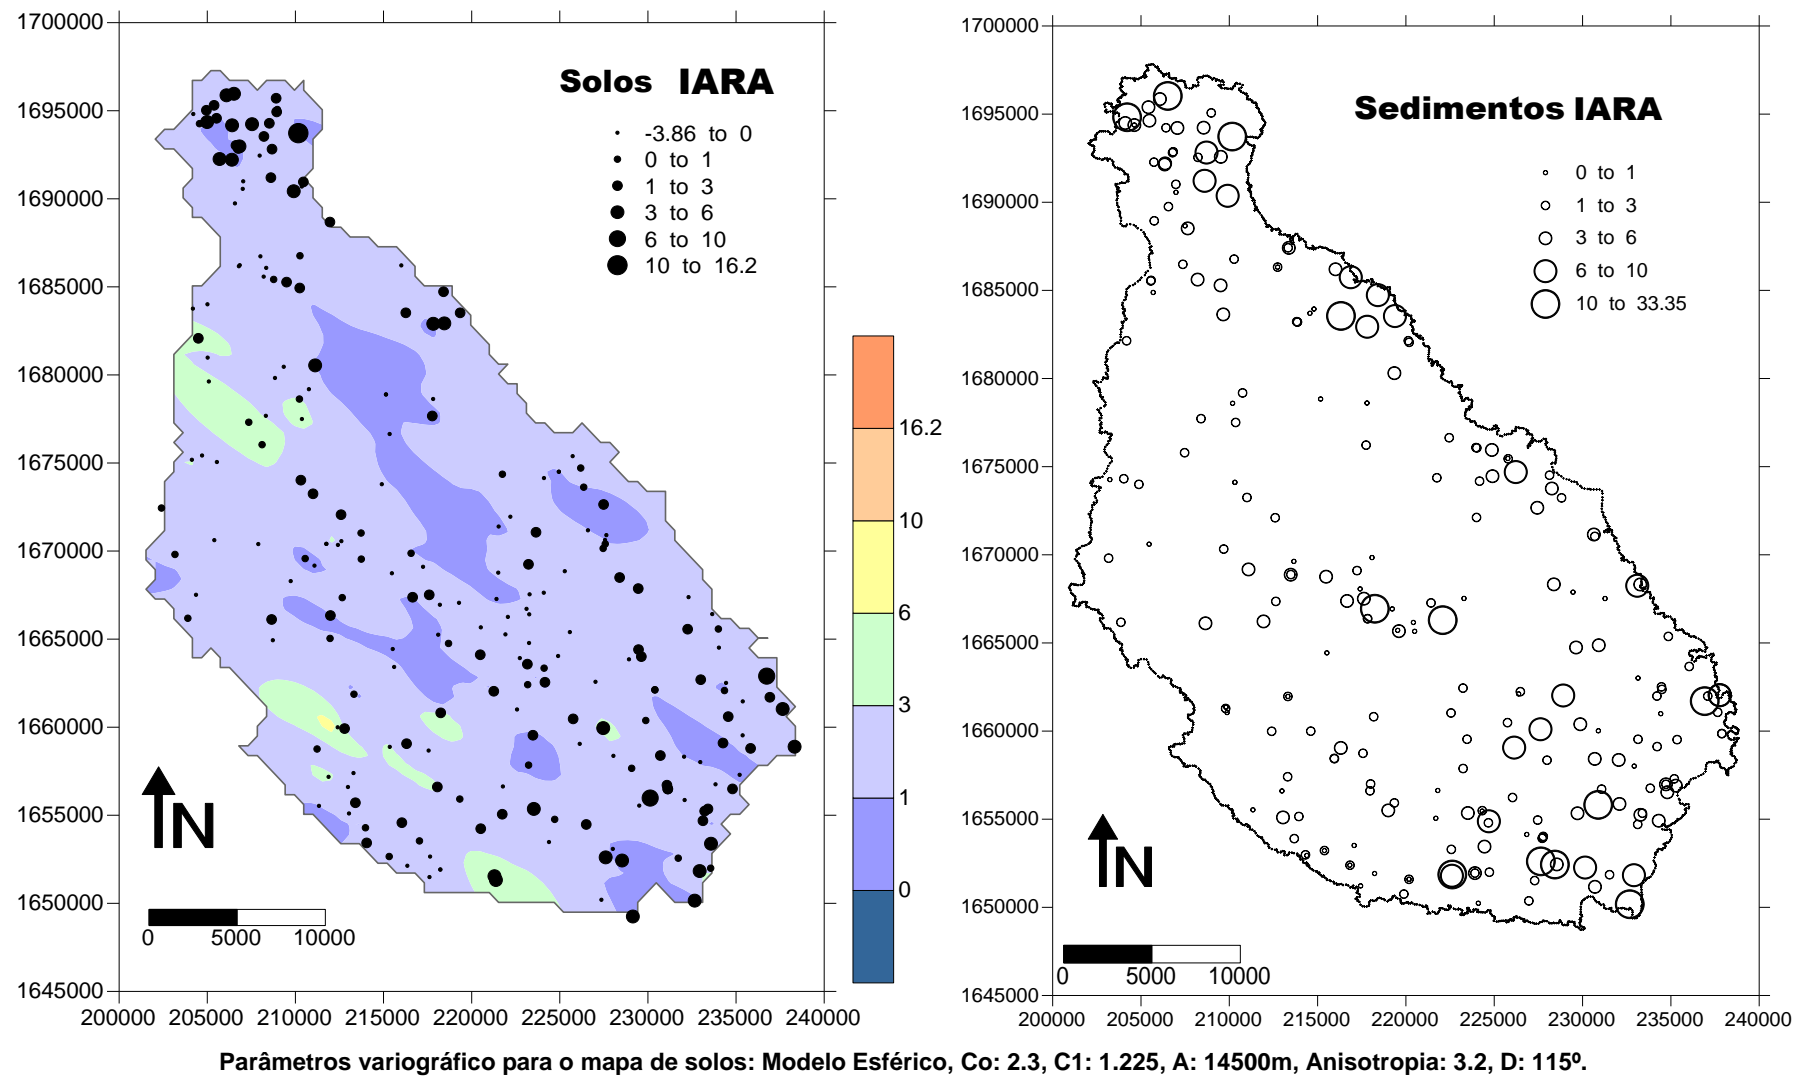 Solos IARA
-3.86 to 0
0 to 1
1 to 3
3 to 6
6 to 10
10 to 16.2
1700000
1695000
1690000
1685000
1680000
1675000
1670000
1665000
1660000
1655000
1650000
1645000
200000 205000 210000 215000 220000 225000 230000 235000 240000
N
0 5000 10000
16.2
10
6
3
1
0
Sedimentos IARA
0 to 1
1 to 3
3 to 6
6 to 10
10 to 33.35
1700000
1695000
1690000
1685000
1680000
1675000
1670000
1665000
1660000
1655000
1650000
1645000
200000 205000 210000 215000 220000 225000 230000 235000 240000
N
0 5000 10000
Parâmetros variográfico para o mapa de solos: Modelo Esférico, Co: 2.3, C1: 1.225, A: 14500m, Anisotropia: 3.2, D: 115º.